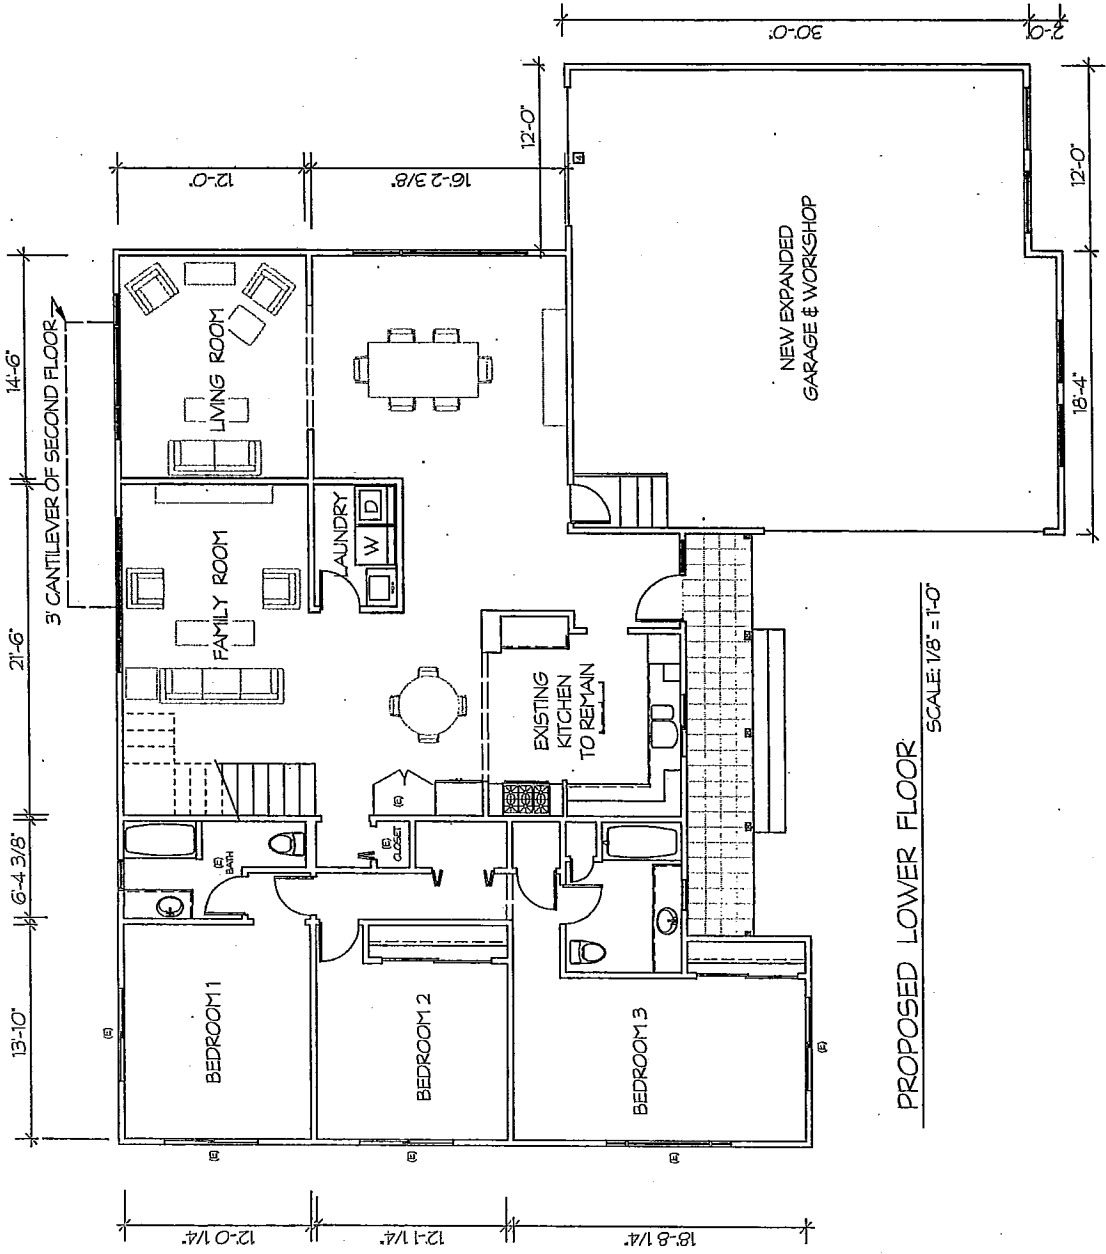 14'-6"
21'-6"
6'-4 3/8"
13'-10"
3' CANTILEVER OF SECOND FLOOR
12'-0"
16'-2 3/8"
12'-0"
30'-0"
2'-0"
12'-0"
18'-4"
LIVING ROOM
FAMILY ROOM
LAUNDRY
W
D
NEW EXPANDED
GARAGE & WORKSHOP
EXISTING
KITCHEN
TO REMAIN
(E)
(E)
CLOSET
(E)
BATH
BEDROOM 1
BEDROOM 2
BEDROOM 3
(E)
(E)
(E)
(E)
(E)
12'-0 1/4"
12'-1 1/4"
18'-8 1/4"
PROPOSED LOWER FLOOR
SCALE: 1/8" = 1'-0"